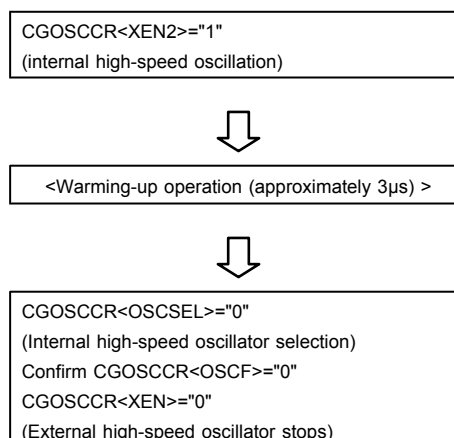 CGOSCCR<XEN2>="1"
(internal high-speed oscillation)
<Warming-up operation (approximately 3µs) >
CGOSCCR<OSCSEL>="0"
(Internal high-speed oscillator selection)
Confirm CGOSCCR<OSCF>="0"
CGOSCCR<XEN>="0"
(External high-speed oscillator stops)